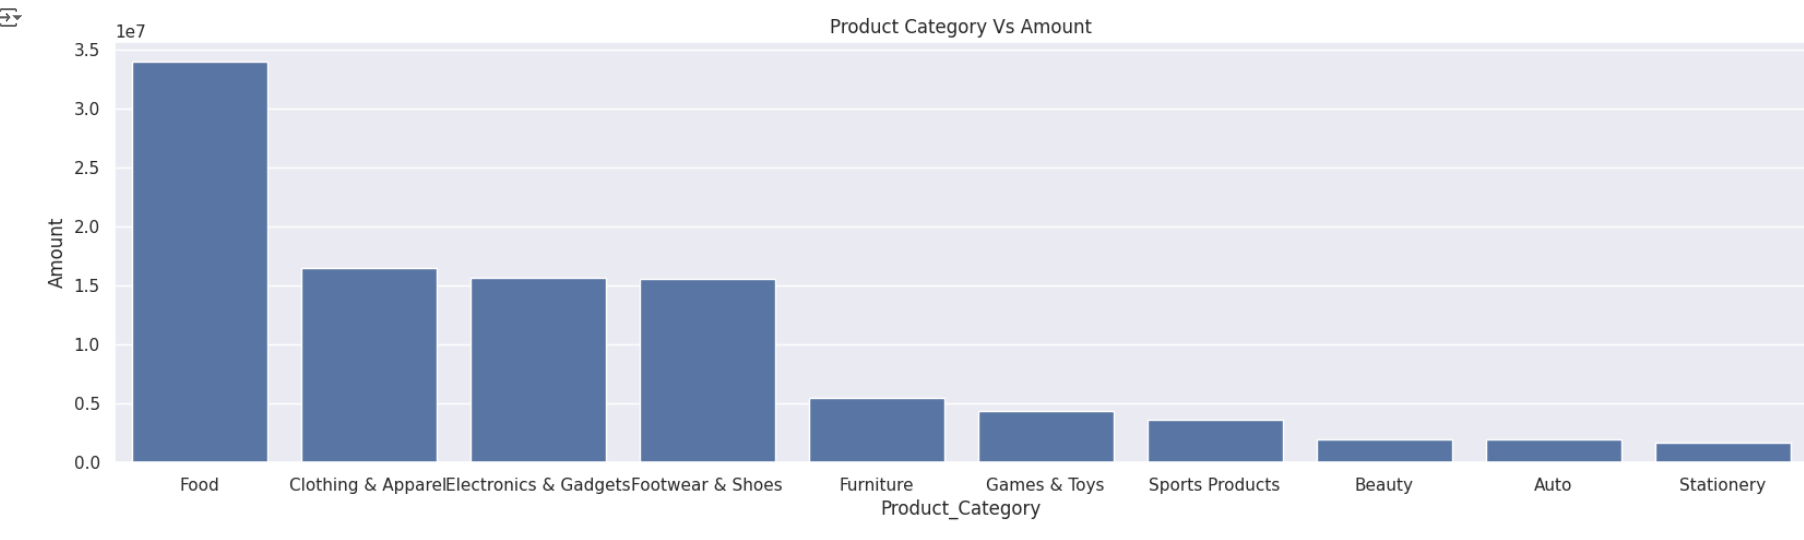 Product Category Vs Amount
1e7
3.5
3.0
2.5
2.0
1.5
1.0
0.5
0.0
Amount
Food Clothing & Apparel Electronics & Gadgets Footwear & Shoes Furniture Games & Toys Sports Products Beauty Auto Stationery
Product_Category